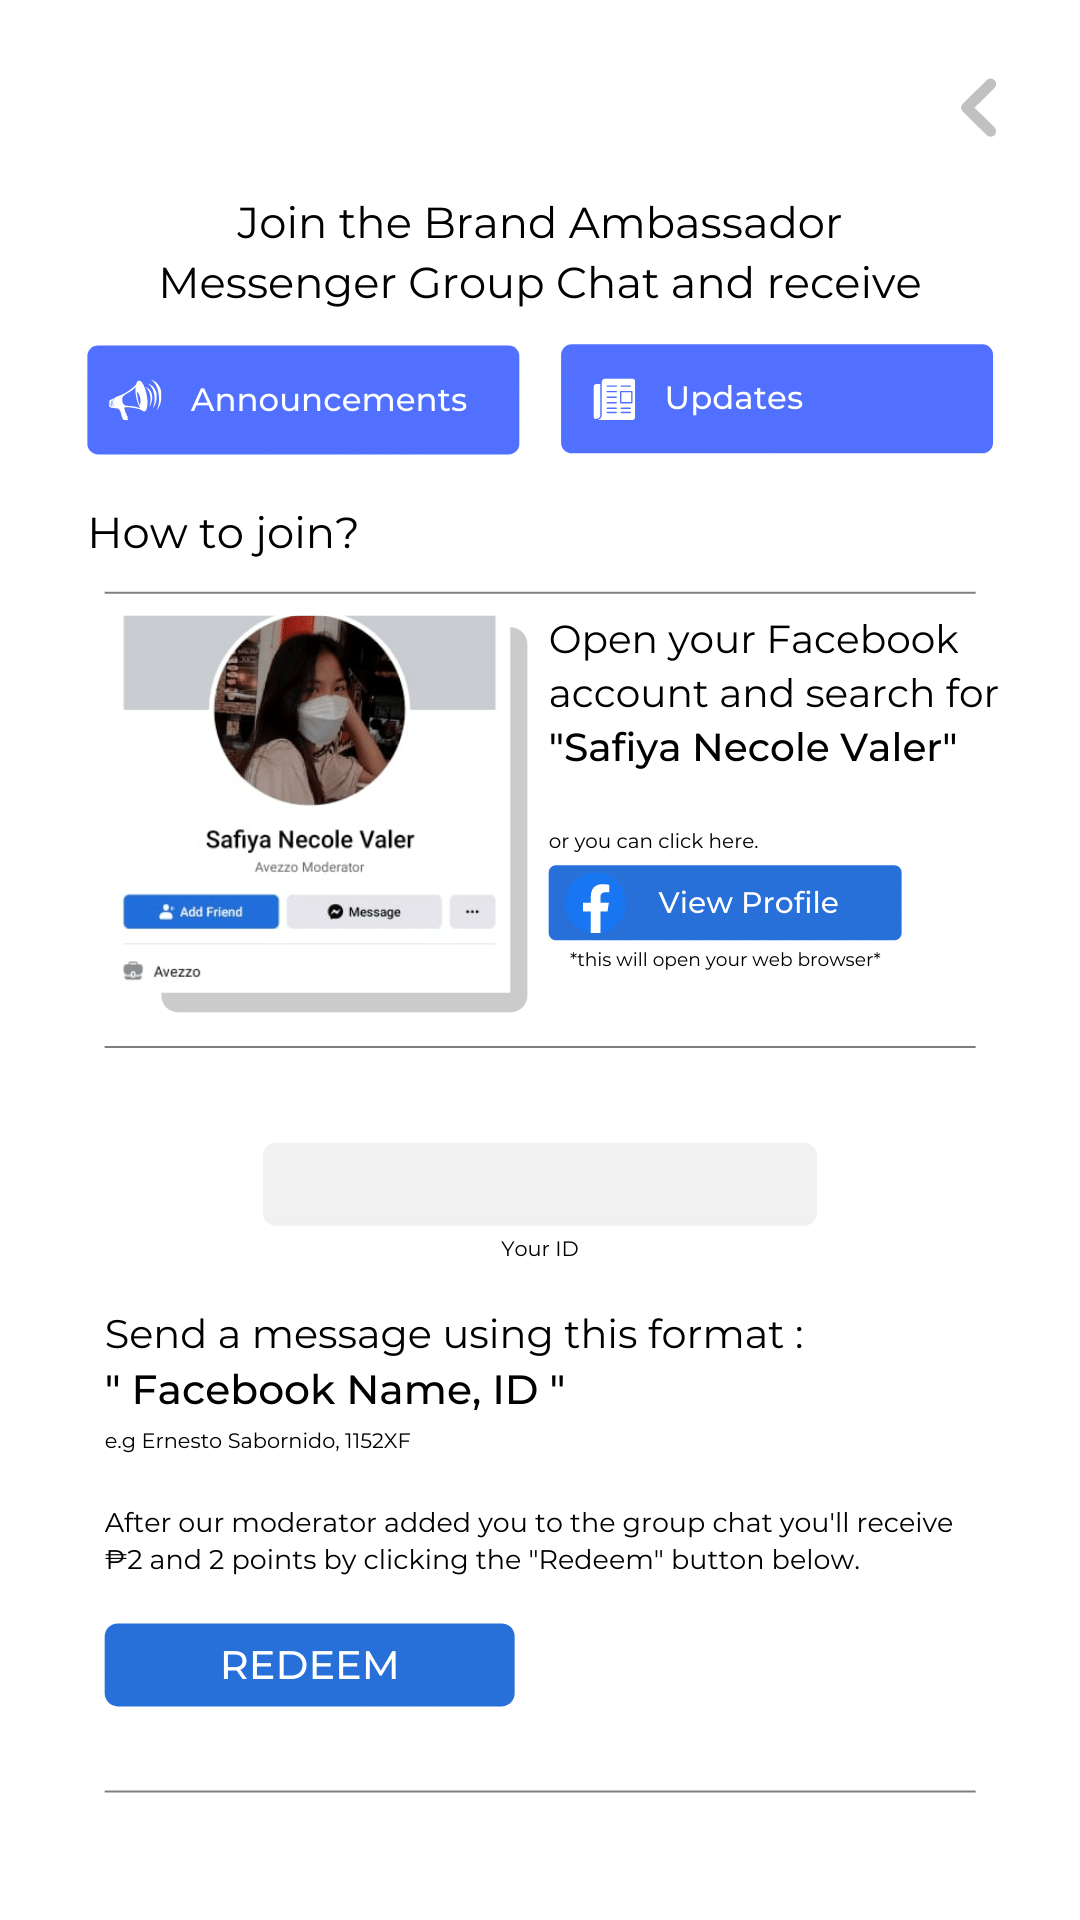 Join the Brand Ambassador
Messenger Group Chat and receive
Announcements
Updates
How to join?
Safiya Necole Valer
Avezzo Moderator
Add Friend
Message
Avezzo
Open your Facebook
account and search for
"Safiya Necole Valer"
or you can click here.
View Profile
*this will open your web browser*
Your ID
Send a message using this format :
" Facebook Name, ID "
e.g Ernesto Sabornido, 1152XF
After our moderator added you to the group chat you'll receive
₱2 and 2 points by clicking the "Redeem" button below.
REDEEM